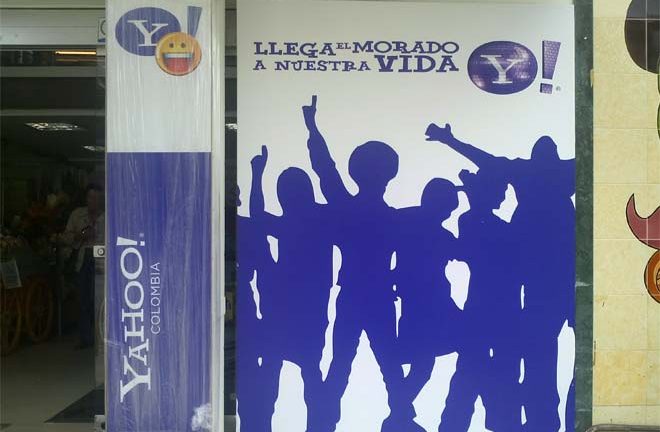 Y!
YAHOO!
COLOMBIA
LLEGA EL MORADO
A NUESTRA VIDA
Y!